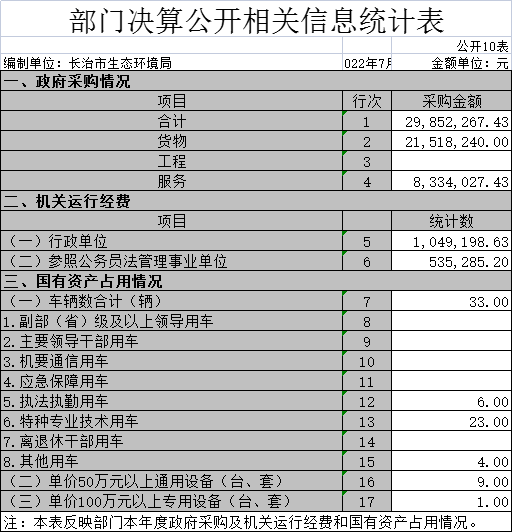 部门决算公开相关信息统计表
公开10表
编制单位：长治市生态环境局 022年7月 金额单位：元
一、政府采购情况
项目 行次 采购金额
合计 1 29,852,267.43
货物 2 21,518,240.00
工程 3
服务 4 8,334,027.43
二、机关运行经费
项目 统计数
（一）行政单位 5 1,049,198.63
（二）参照公务员法管理事业单位 6 535,285.20
三、国有资产占用情况
（一）车辆数合计（辆） 7 33.00
1.副部（省）级及以上领导用车 8
2.主要领导干部用车 9
3.机要通信用车 10
4.应急保障用车 11
5.执法执勤用车 12 6.00
6.特种专业技术用车 13 23.00
7.离退休干部用车 14
8.其他用车 15 4.00
（二）单价50万元以上通用设备（台、套） 16 9.00
（三）单价100万元以上专用设备（台、套） 17 1.00
注：本表反映部门本年度政府采购及机关运行经费和国有资产占用情况。